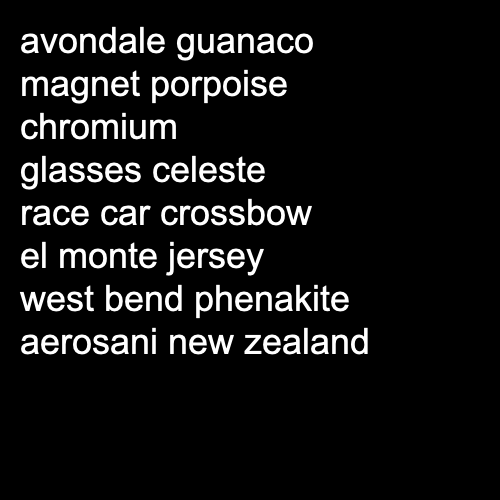 avondale guanaco
magnet porpoise
chromium
glasses celeste
race car crossbow
el monte jersey
west bend phenakite
aerosani new zealand